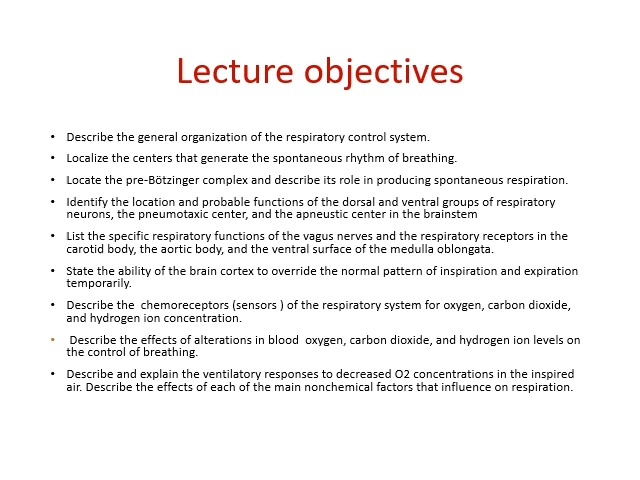 Lecture objectives
• Describe the general organization of the respiratory control system.
• Localize the centers that generate the spontaneous rhythm of breathing.
• Locate the pre-Bötzinger complex and describe its role in producing spontaneous respiration.
• Identify the location and probable functions of the dorsal and ventral groups of respiratory
neurons, the pneumotaxic center, and the apneustic center in the brainstem
• List the specific respiratory functions of the vagus nerves and the respiratory receptors in the
carotid body, the aortic body, and the ventral surface of the medulla oblongata.
• State the ability of the brain cortex to override the normal pattern of inspiration and expiration
temporarily.
• Describe the  chemoreceptors (sensors ) of the respiratory system for oxygen, carbon dioxide,
and hydrogen ion concentration.
•  Describe the effects of alterations in blood  oxygen, carbon dioxide, and hydrogen ion levels on
the control of breathing.
• Describe and explain the ventilatory responses to decreased O2 concentrations in the inspired
air. Describe the effects of each of the main nonchemical factors that influence on respiration.